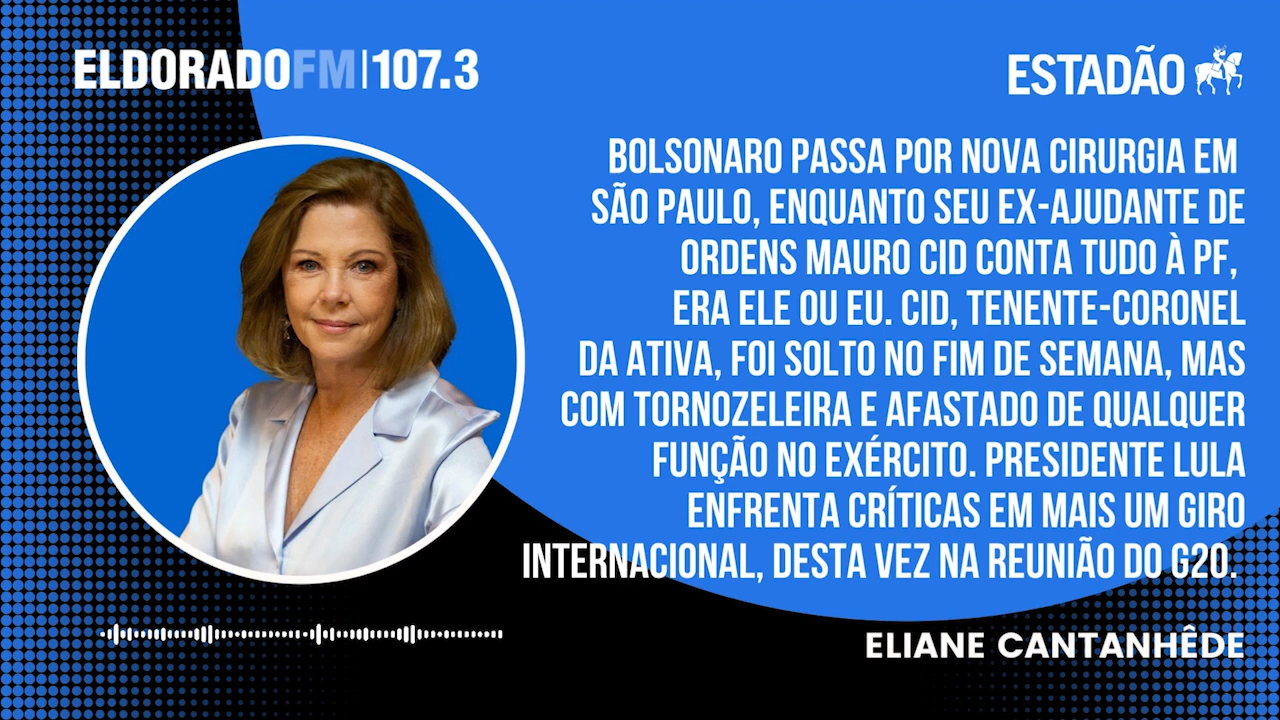 ELDORADOFM|107.3
ESTADÃO
BOLSONARO PASSA POR NOVA CIRURGIA EM
SÃO PAULO, ENQUANTO SEU EX-AJUDANTE DE
ORDENS MAURO CID CONTA TUDO À PF,
ERA ELE OU EU. CID, TENENTE-CORONEL
DA ATIVA, FOI SOLTO NO FIM DE SEMANA, MAS
COM TORNOZELEIRA E AFASTADO DE QUALQUER
FUNÇÃO NO EXÉRCITO. PRESIDENTE LULA
ENFRENTA CRÍTICAS EM MAIS UM GIRO
INTERNACIONAL, DESTA VEZ NA REUNIÃO DO G20.
ELIANE CANTANHÊDE